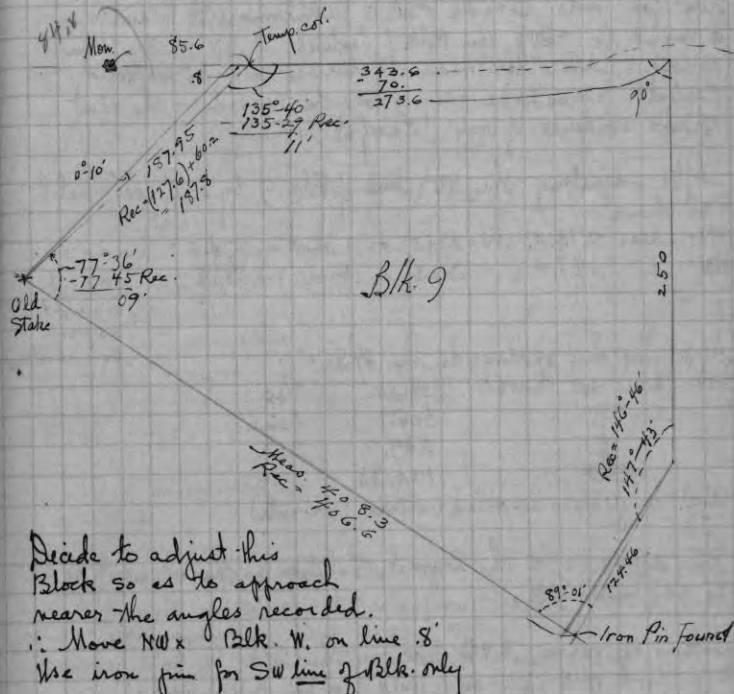 84.8
Mon.
85.6
Temp. cor.
.8
343.6
- 70.
273.6
90°
135°-40'
-135-29 Rec.
11'
187.95
Rec=(127.6)+60.2
= 187.8
0°-10'
-77°-36'
-77 45 Rec.
09'
Old
Stake
Blk. 9
250
Rec=146°-46'
147°-43'
124.46
Meas. 408.3
Rec = 406.6
89°-01'
Iron Pin Found
Decide to adjust this
Block so as to approach
nearer the angles recorded.
∴ Move NW x Blk. W. on line .8'
Use iron pin for SW line of Blk. only